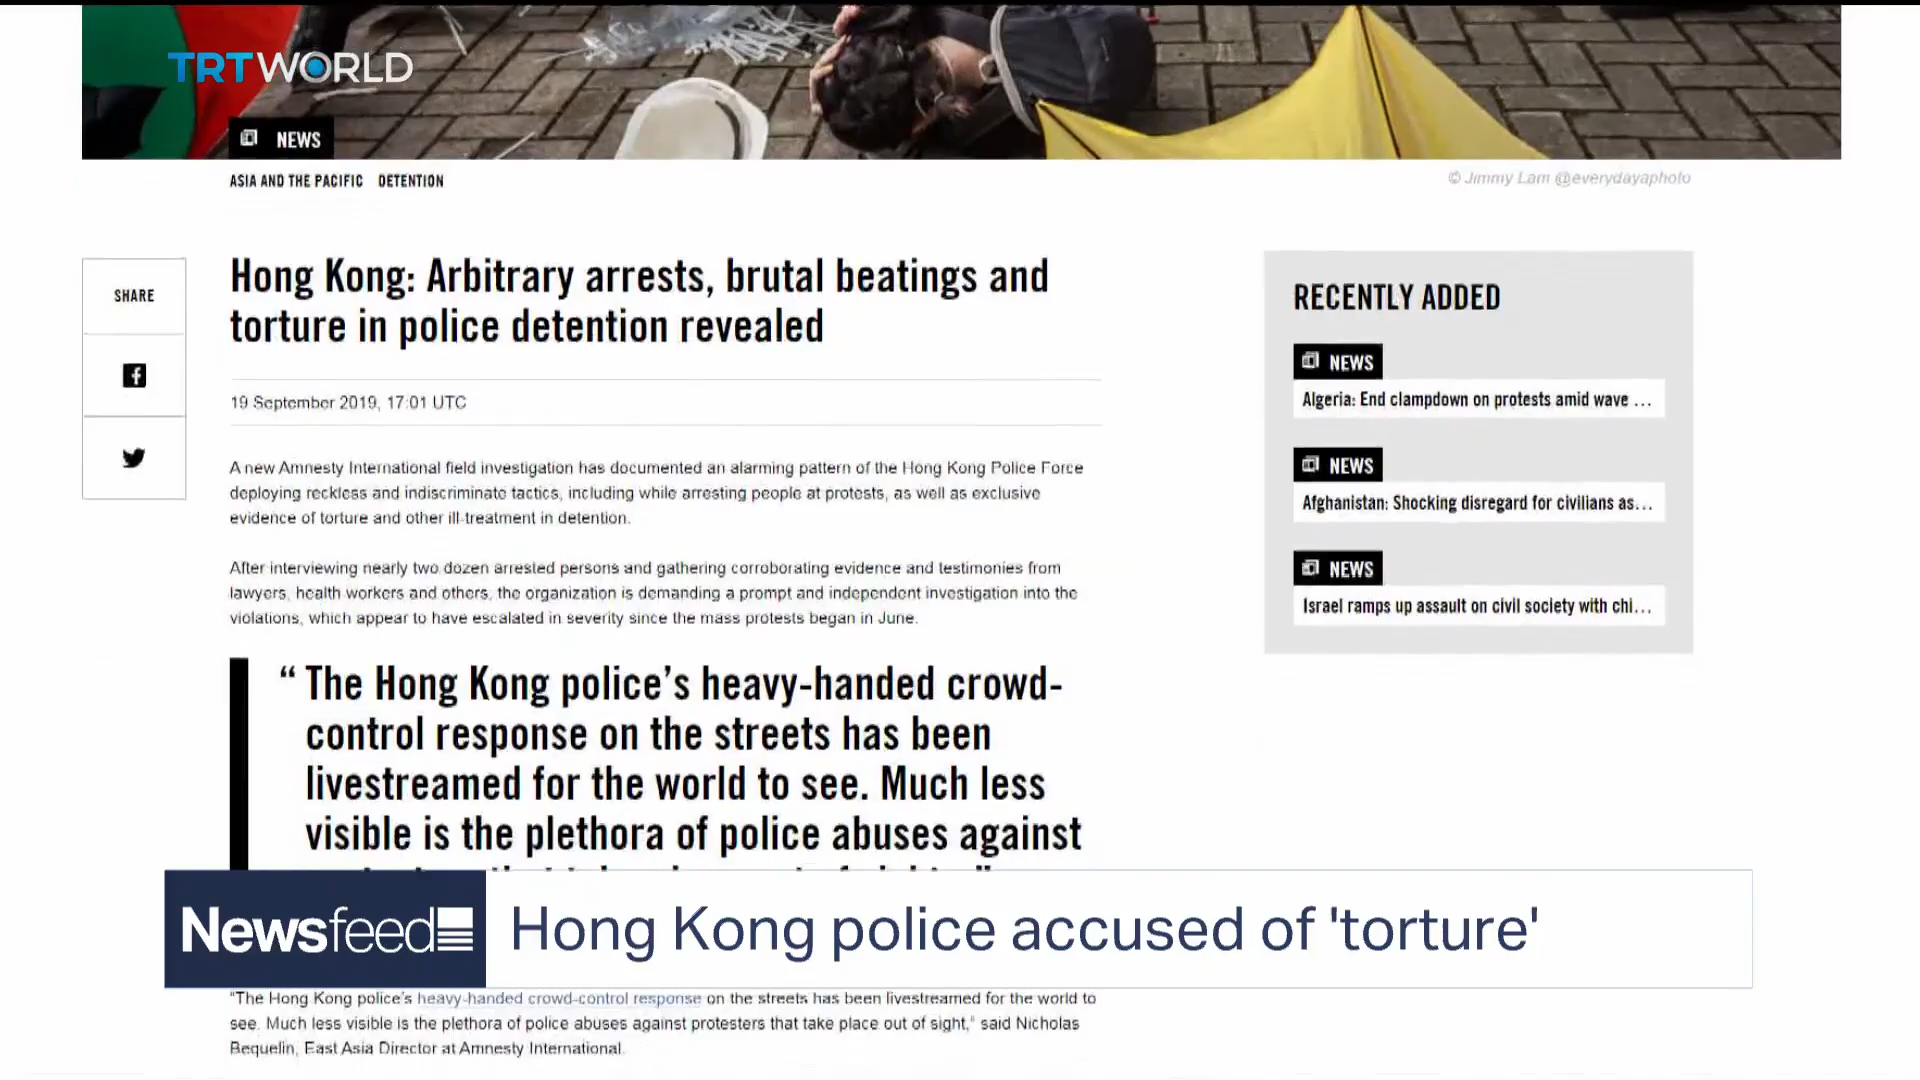 TRT WORLD
NEWS
ASIA AND THE PACIFIC DETENTION
© Jimmy Lam @everydayaphoto
SHARE
Hong Kong: Arbitrary arrests, brutal beatings and
torture in police detention revealed
19 September 2019, 17:01 UTC
A new Amnesty International field investigation has documented an alarming pattern of the Hong Kong Police Force
deploying reckless and indiscriminate tactics, including while arresting people at protests, as well as exclusive
evidence of torture and other ill-treatment in detention.
After interviewing nearly two dozen arrested persons and gathering corroborating evidence and testimonies from
lawyers, health workers and others, the organization is demanding a prompt and independent investigation into the
violations, which appear to have escalated in severity since the mass protests began in June.
“ The Hong Kong police’s heavy-handed crowd-
control response on the streets has been
livestreamed for the world to see. Much less
visible is the plethora of police abuses against
RECENTLY ADDED
NEWS
Algeria: End clampdown on protests amid wave ...
NEWS
Afghanistan: Shocking disregard for civilians as...
NEWS
Israel ramps up assault on civil society with chi...
Newsfeed
Hong Kong police accused of 'torture'
“The Hong Kong police’s heavy-handed crowd-control response on the streets has been livestreamed for the world to
see. Much less visible is the plethora of police abuses against protesters that take place out of sight,” said Nicholas
Bequelin, East Asia Director at Amnesty International.